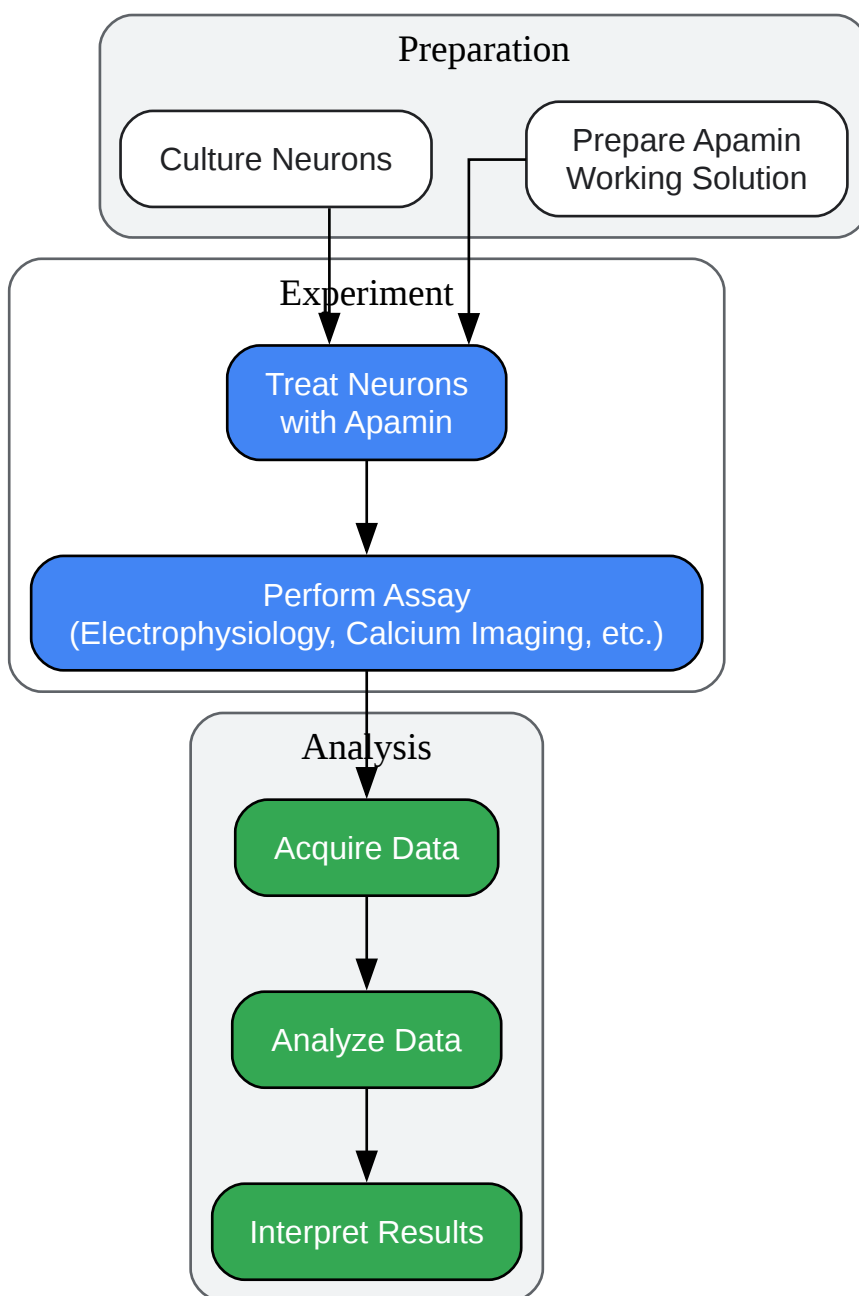 Preparation
Culture Neurons
Prepare Apamin
Working Solution
Experiment
Treat Neurons
with Apamin
Perform Assay
(Electrophysiology, Calcium Imaging, etc.)
Analysis
Acquire Data
Analyze Data
Interpret Results